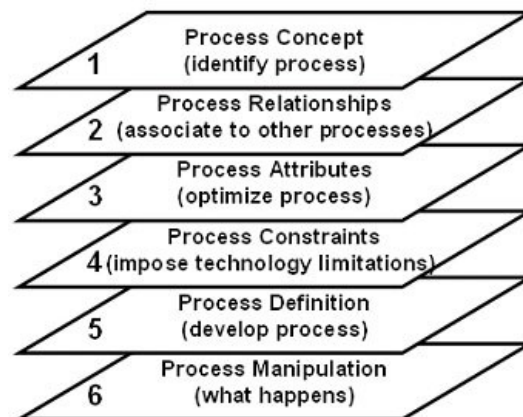 Process Concept
1 (identify process)
Process Relationships
2 (associate to other processes)
Process Attributes
3 (optimize process)
Process Constraints
4 (impose technology limitations)
Process Definition
5 (develop process)
Process Manipulation
6 (what happens)